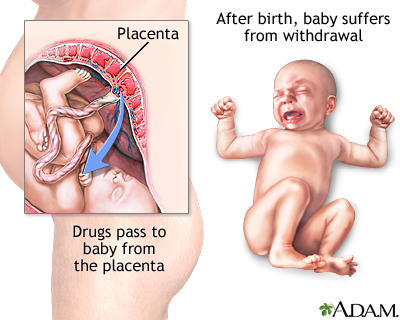 Placenta
After birth, baby suffers
from withdrawal
Drugs pass to
baby from
the placenta
A.D.A.M.